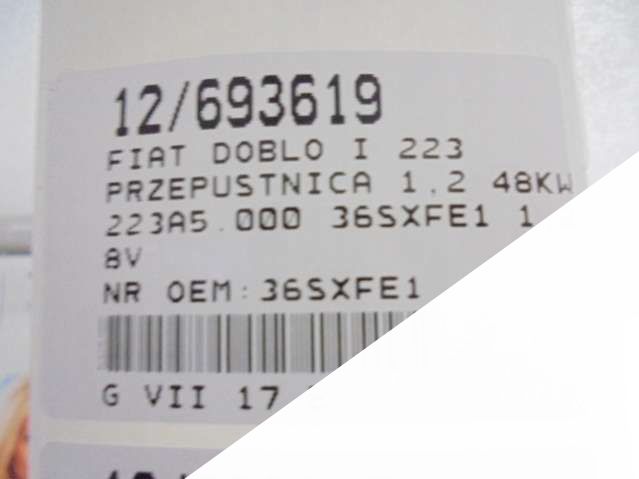 12/693619
FIAT DOBLO I 223
PRZEPUSTNICA 1.2 48KW
223A5.000 36SXFE1 1
8V
NR OEM:36SXFE1
G VII 17